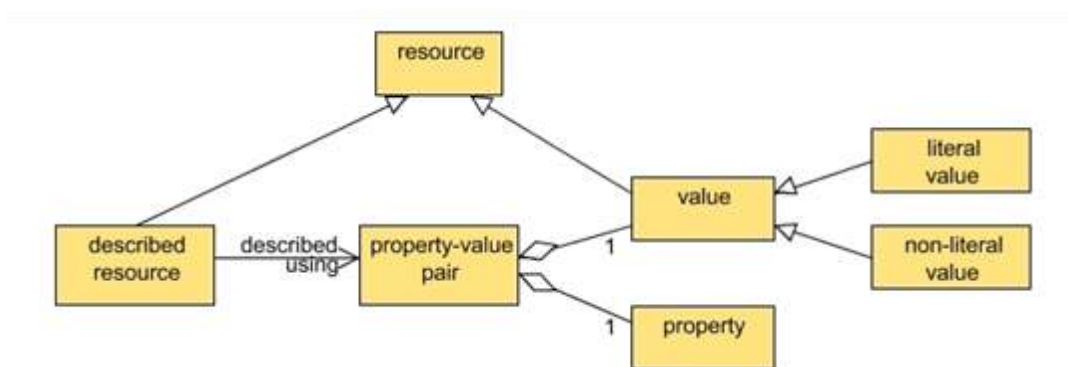 resource
literal
value
value
described
resource
described
using
property-value
pair
1
non-literal
value
1
property